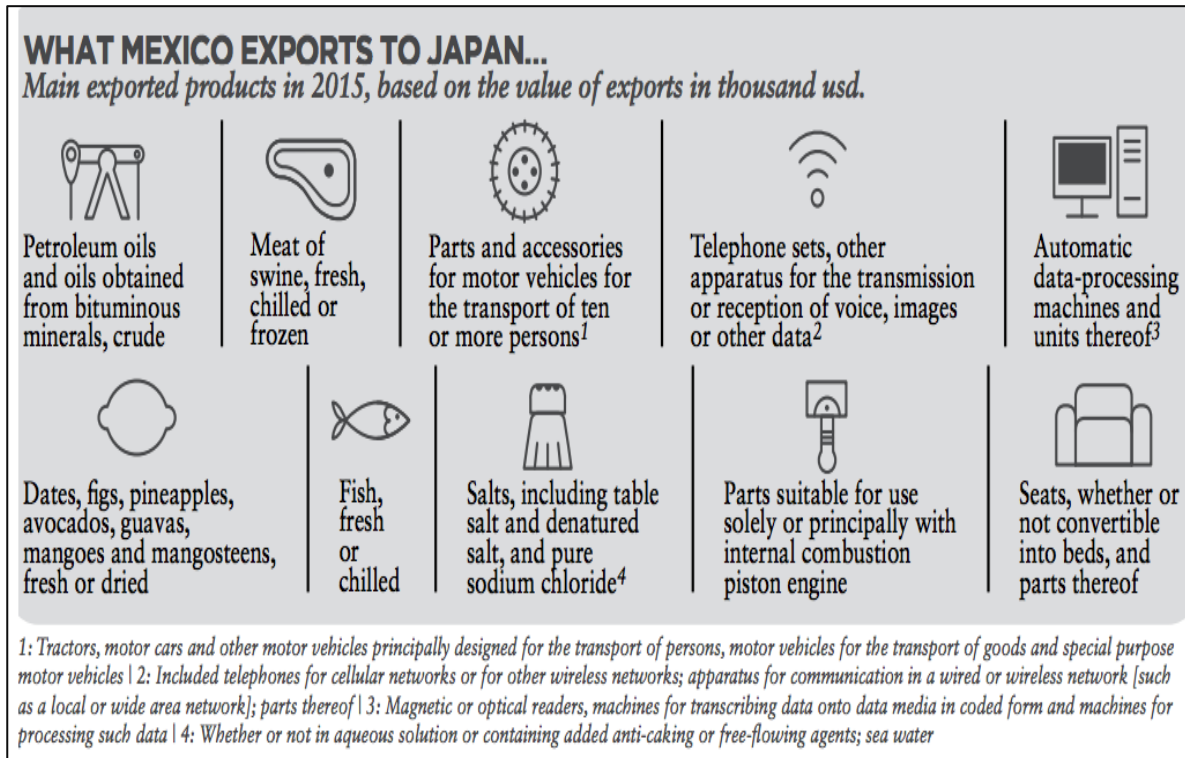 WHAT MEXICO EXPORTS TO JAPAN...
Main exported products in 2015, based on the value of exports in thousand usd.
Petroleum oils
and oils obtained
from bituminous
minerals, crude
Meat of
swine, fresh,
chilled or
frozen
Parts and accessories
for motor vehicles for
the transport of ten
or more persons1
Telephone sets, other
apparatus for the transmission
or reception of voice, images
or other data2
Automatic
data-processing
machines and
units thereof3
Dates, figs, pineapples,
avocados, guavas,
mangoes and mangosteens,
fresh or dried
Fish,
fresh
or
chilled
Salts, including table
salt and denatured
salt, and pure
sodium chloride4
Parts suitable for use
solely or principally with
internal combustion
piston engine
Seats, whether or
not convertible
into beds, and
parts thereof
1: Tractors, motor cars and other motor vehicles principally designed for the transport of persons, motor vehicles for the transport of goods and special purpose
motor vehicles | 2: Included telephones for cellular networks or for other wireless networks; apparatus for communication in a wired or wireless network [such
as a local or wide area network]; parts thereof | 3: Magnetic or optical readers, machines for transcribing data onto data media in coded form and machines for
processing such data | 4: Whether or not in aqueous solution or containing added anti-caking or free-flowing agents; sea water